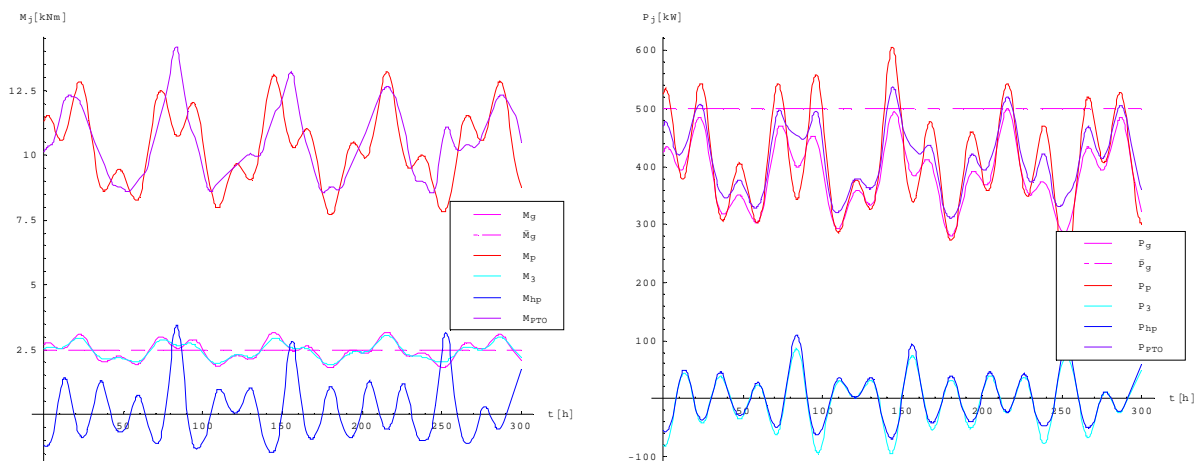 M_j[kNm]
12.5
10
7.5
5
2.5
50 100 150 200 250 300
t[h]
M_g
M̄_g
M_p
M_3
M_hp
M_PTO
P_j[kW]
600
500
400
300
200
100
-100
50 100 150 200 250 300
t[h]
P_g
P̄_g
P_p
P_3
P_hp
P_PTO